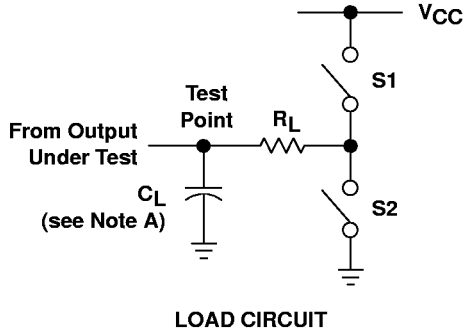 VCC
S1
Test
Point
RL
From Output
Under Test
CL
(see Note A)
S2
LOAD CIRCUIT